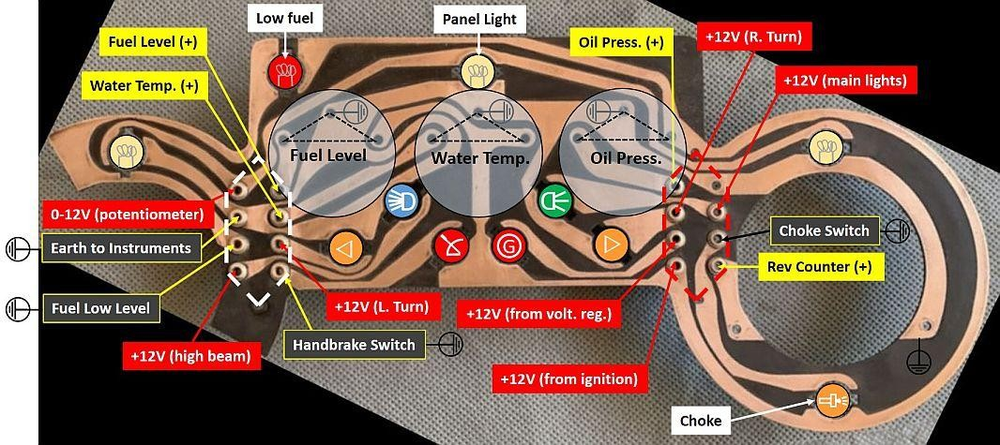 Low fuel
Panel Light
Fuel Level (+)
Oil Press. (+)
+12V (R. Turn)
Water Temp. (+)
+12V (main lights)
Fuel Level
Water Temp.
Oil Press.
0-12V (potentiometer)
Earth to Instruments
Choke Switch
G
Rev Counter (+)
Fuel Low Level
+12V (L. Turn)
+12V (from volt. reg.)
+12V (high beam)
Handbrake Switch
+12V (from ignition)
Choke